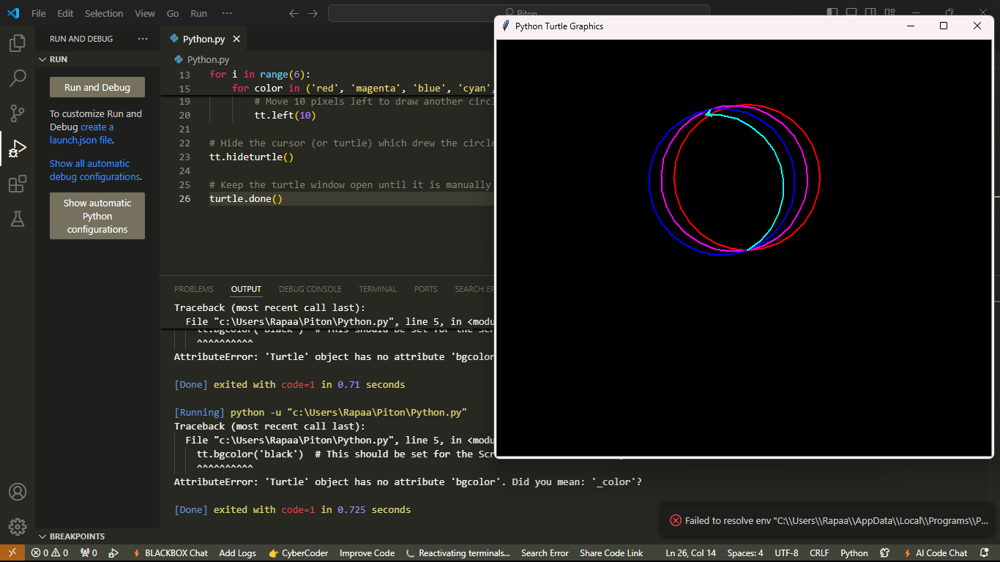 File Edit Selection View Go Run ···
Piton
Python Turtle Graphics
RUN AND DEBUG ···
RUN
Run and Debug
To customize Run and
Debug create a
launch.json file.
Show all automatic
debug configurations.
Show automatic
Python
configurations
BREAKPOINTS
Python.py
Python.py
13 for i in range(6):
15 for color in ('red', 'magenta', 'blue', 'cyan',
19 # Move 10 pixels left to draw another circ
20 tt.left(10)
21
22 # Hide the cursor (or turtle) which drew the circle
23 tt.hideturtle()
24
25 # Keep the turtle window open until it is manually
26 turtle.done()
PROBLEMS OUTPUT DEBUG CONSOLE TERMINAL PORTS SEARCH ER
Traceback (most recent call last):
File "c:\Users\Rapaa\Piton\Python.py", line 5, in <modu
tt.bgcolor('black') # This should be set for the Scr
^^^^^^^^^^
AttributeError: 'Turtle' object has no attribute 'bgcolor
[Done] exited with code=1 in 0.71 seconds
[Running] python -u "c:\Users\Rapaa\Piton\Python.py"
Traceback (most recent call last):
File "c:\Users\Rapaa\Piton\Python.py", line 5, in <modu
tt.bgcolor('black') # This should be set for the Scr
^^^^^^^^^^
AttributeError: 'Turtle' object has no attribute 'bgcolor'. Did you mean: '_color'?
[Done] exited with code=1 in 0.725 seconds
Failed to resolve env "C:\\Users\\Rapaa\\AppData\\Local\\Programs\\P...
0 0 0 BLACKBOX Chat Add Logs CyberCoder Improve Code Reactivating terminals... Search Error Share Code Link Ln 26, Col 14 Spaces: 4 UTF-8 CRLF Python AI Code Chat